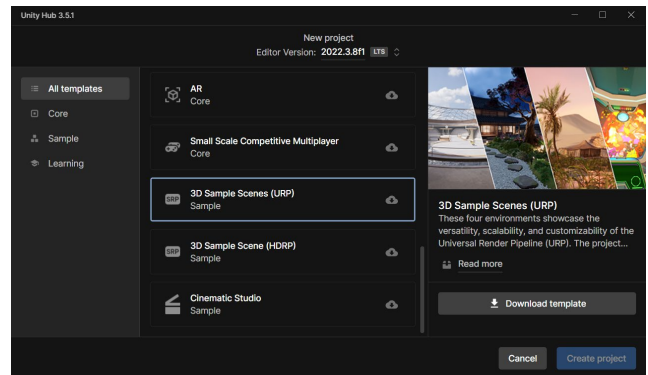 Unity Hub 3.5.1
New project
Editor Version: 2022.3.8f1 LTS
All templates
Core
Sample
Learning
AR
Core
Small Scale Competitive Multiplayer
Core
SRP
3D Sample Scenes (URP)
Sample
SRP
3D Sample Scene (HDRP)
Sample
Cinematic Studio
Sample
3D Sample Scenes (URP)
These four environments showcase the
versatility, scalability, and customizability of the
Universal Render Pipeline (URP). The project...
Read more
Download template
Cancel
Create project